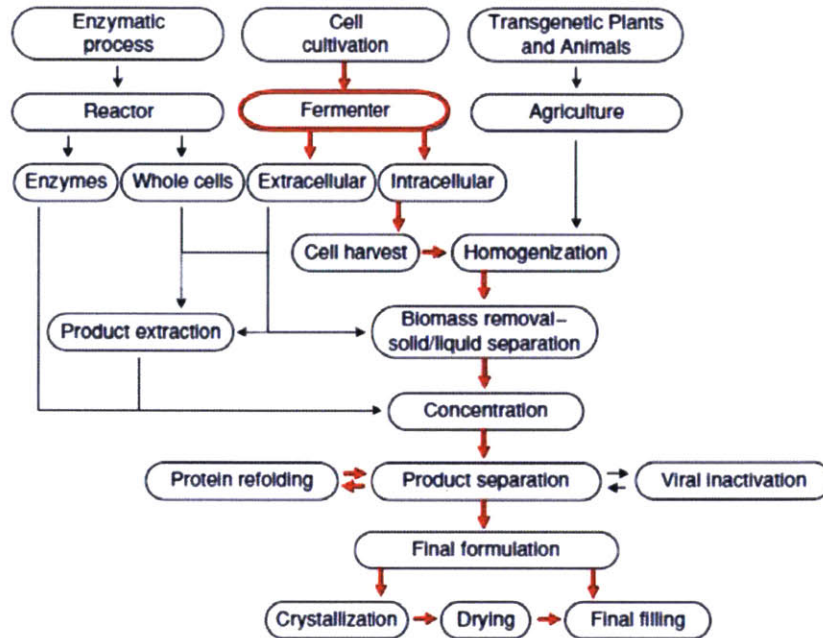 Enzymatic
process
Cell
cultivation
Transgenetic Plants
and Animals
Reactor
Fermenter
Agriculture
Enzymes
Whole cells
Extracellular
Intracellular
Cell harvest
Homogenization
Product extraction
Biomass removal–
solid/liquid separation
Concentration
Protein refolding
Product separation
Viral inactivation
Final formulation
Crystallization
Drying
Final filling